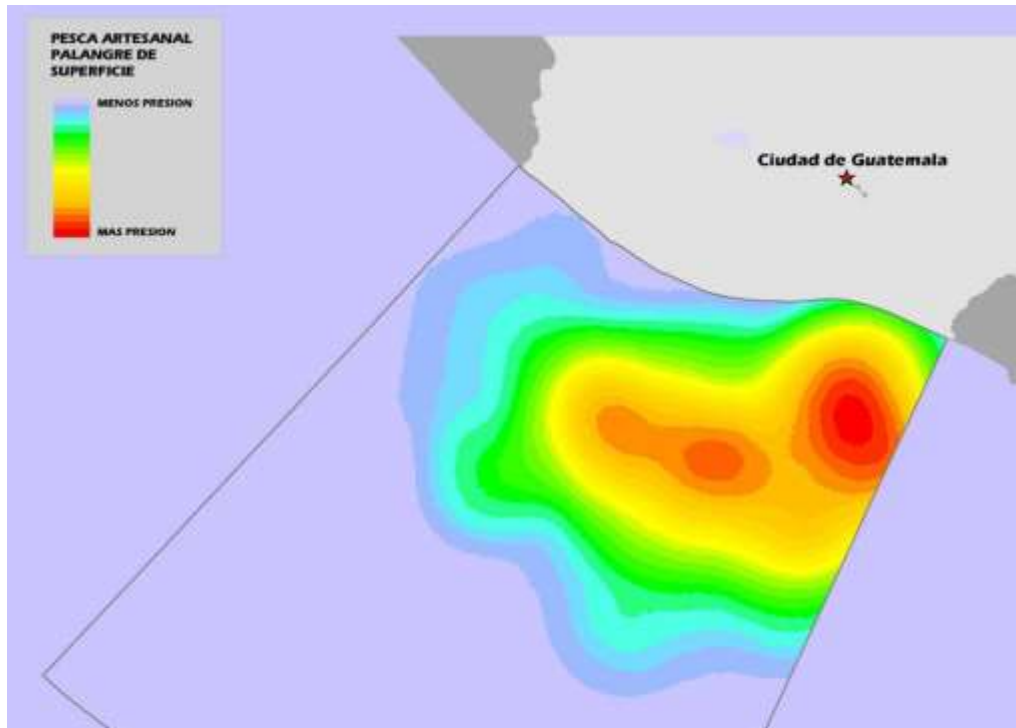 PESCA ARTESANAL
PALANGRE DE
SUPERFICIE
MENOS PRESION
MAS PRESION
Ciudad de Guatemala